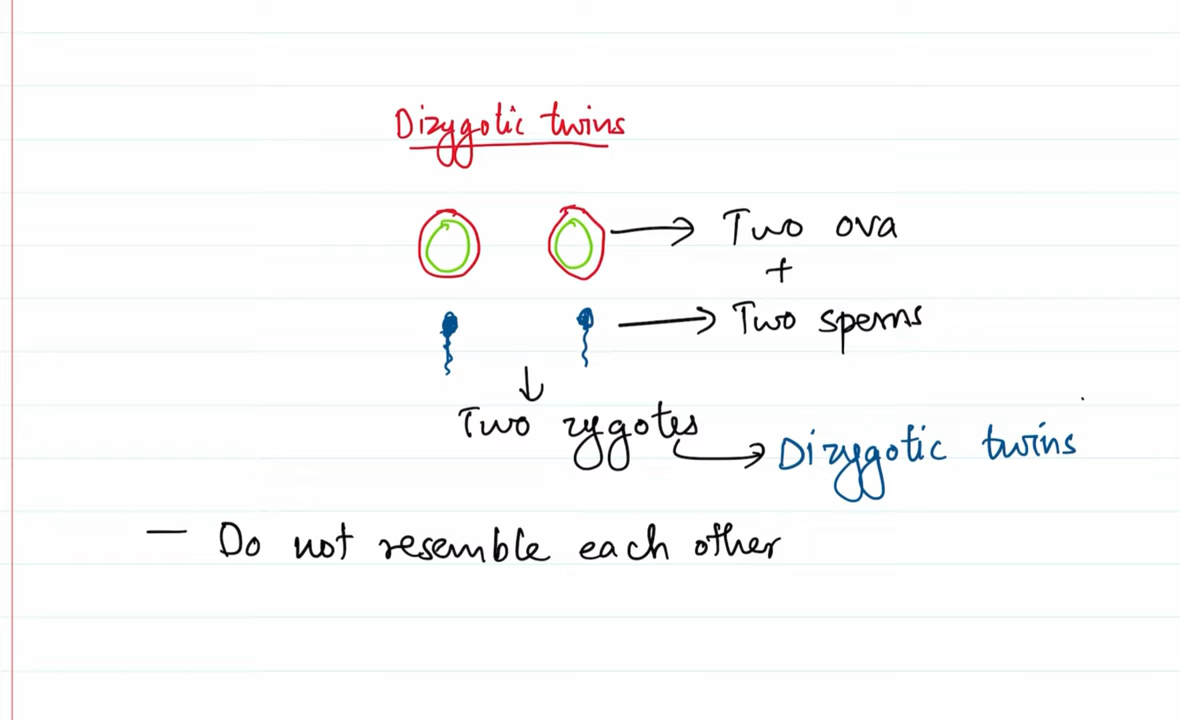 Dizygotic twins
→ Two ova
+
→ Two sperms
↓
Two zygotes
→ Dizygotic twins
— Do not resemble each other